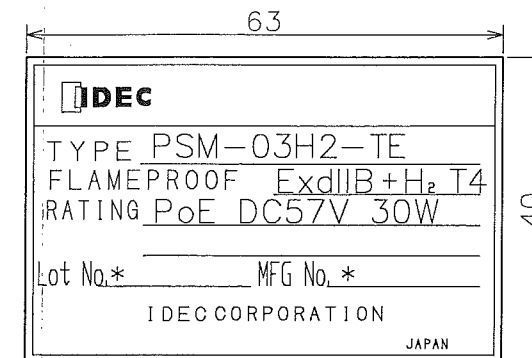 63
IDEC
TYPE PSM-03H2-TE
FLAMEPROOF ExdIIB+H₂ T4
RATING PoE DC57V 30W
Lot No.* MFG No. *
IDEC CORPORATION
JAPAN
40